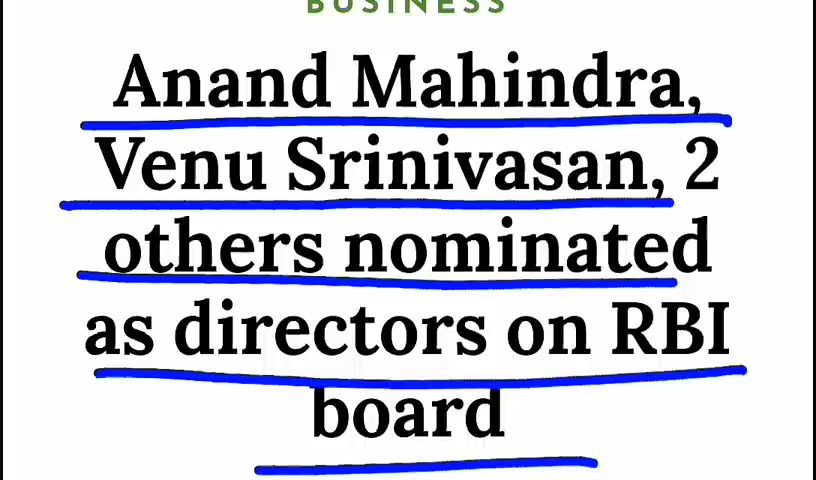 BUSINESS
Anand Mahindra,
Venu Srinivasan, 2
others nominated
as directors on RBI
board